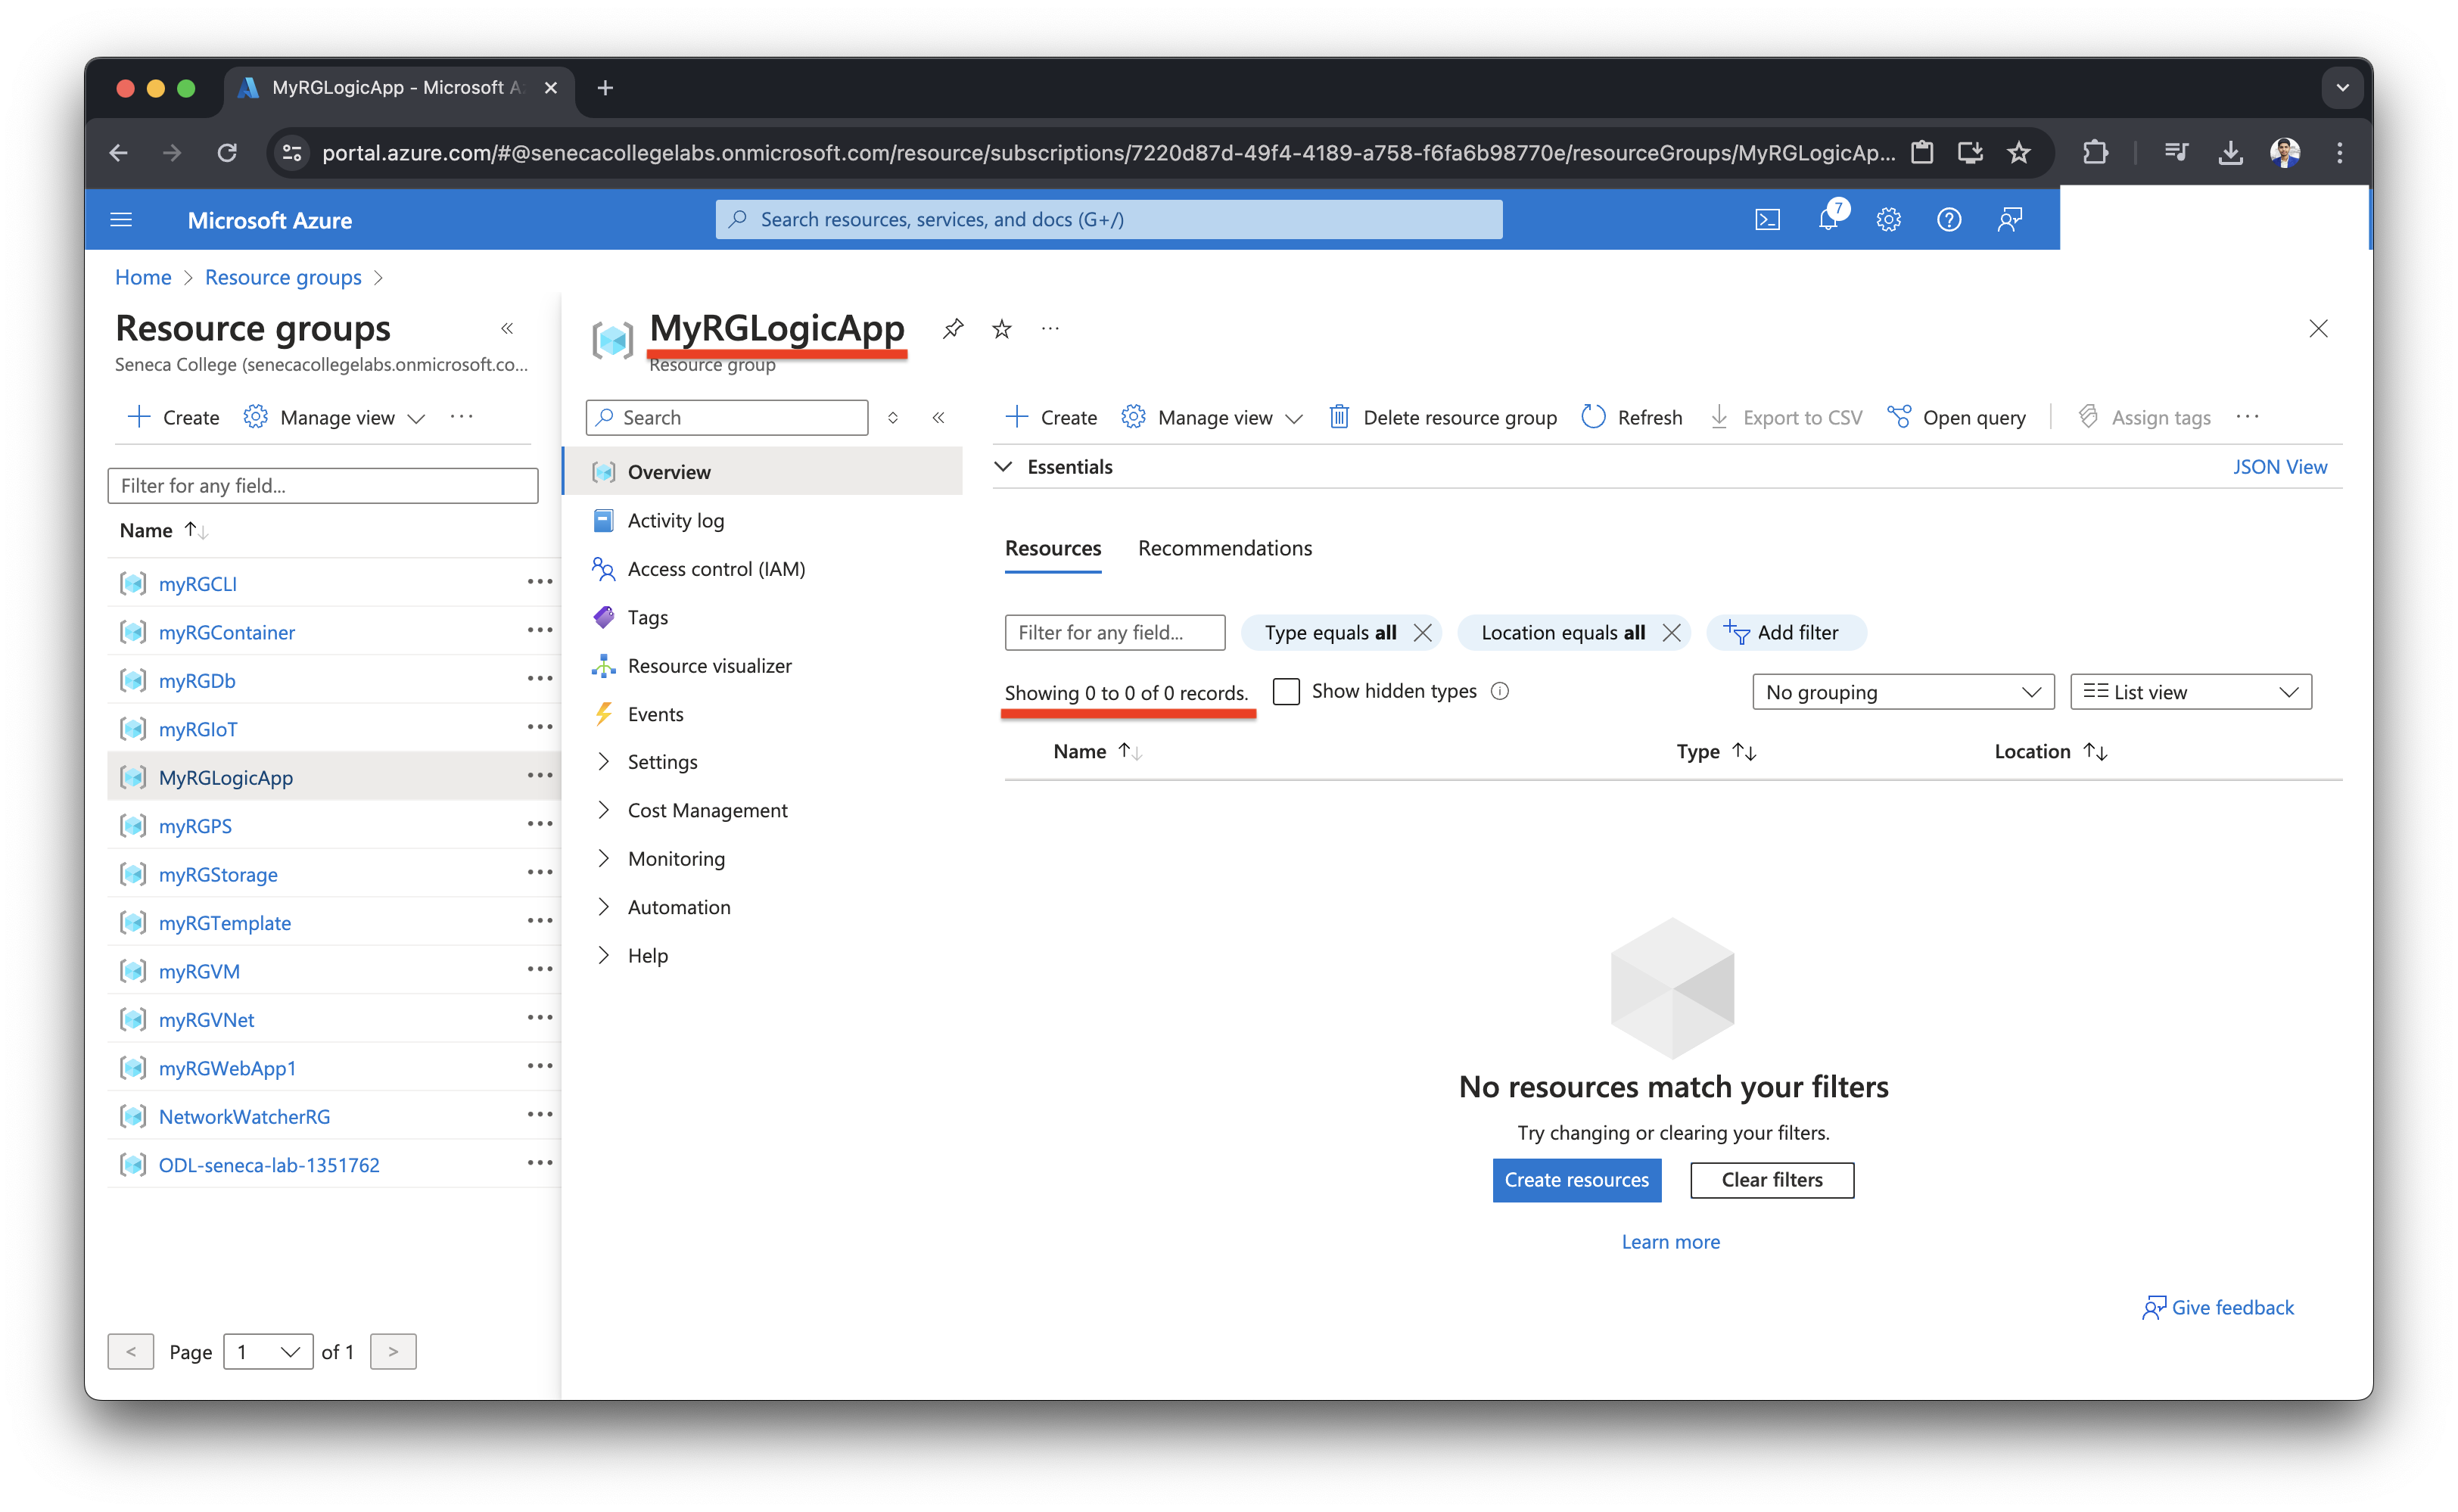 MyRGLogicApp - Microsoft A
portal.azure.com/#@senecacollegelabs.onmicrosoft.com/resource/subscriptions/7220d87d-49f4-4189-a758-f6fa6b98770e/resourceGroups/MyRGLogicAp...
Microsoft Azure
Search resources, services, and docs (G+/)
7
Home > Resource groups >
Resource groups
Seneca College (senecacollegelabs.onmicrosoft.co...
Create
Manage view
Filter for any field...
Name
myRGCLI
myRGContainer
myRGDb
myRGIoT
MyRGLogicApp
myRGPS
myRGStorage
myRGTemplate
myRGVM
myRGVNet
myRGWebApp1
NetworkWatcherRG
ODL-seneca-lab-1351762
< Page 1 of 1 >
MyRGLogicApp
Resource group
Search
Overview
Activity log
Access control (IAM)
Tags
Resource visualizer
Events
Settings
Cost Management
Monitoring
Automation
Help
Create
Manage view
Delete resource group
Refresh
Export to CSV
Open query
Assign tags
Essentials
JSON View
Resources
Recommendations
Filter for any field...
Type equals all
Location equals all
Add filter
Showing 0 to 0 of 0 records.
Show hidden types
No grouping
List view
Name
Type
Location
No resources match your filters
Try changing or clearing your filters.
Create resources
Clear filters
Learn more
Give feedback